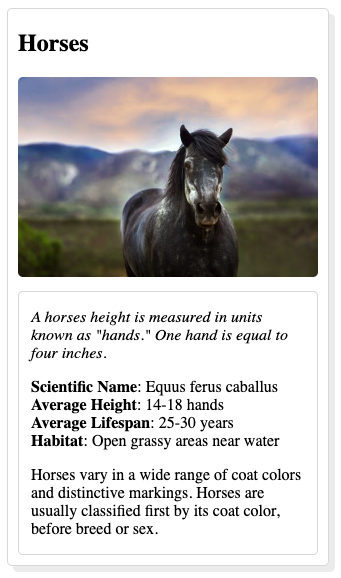 Horses
A horses height is measured in units
known as "hands." One hand is equal to
four inches.
Scientific Name: Equus ferus caballus
Average Height: 14-18 hands
Average Lifespan: 25-30 years
Habitat: Open grassy areas near water
Horses vary in a wide range of coat colors
and distinctive markings. Horses are
usually classified first by its coat color,
before breed or sex.